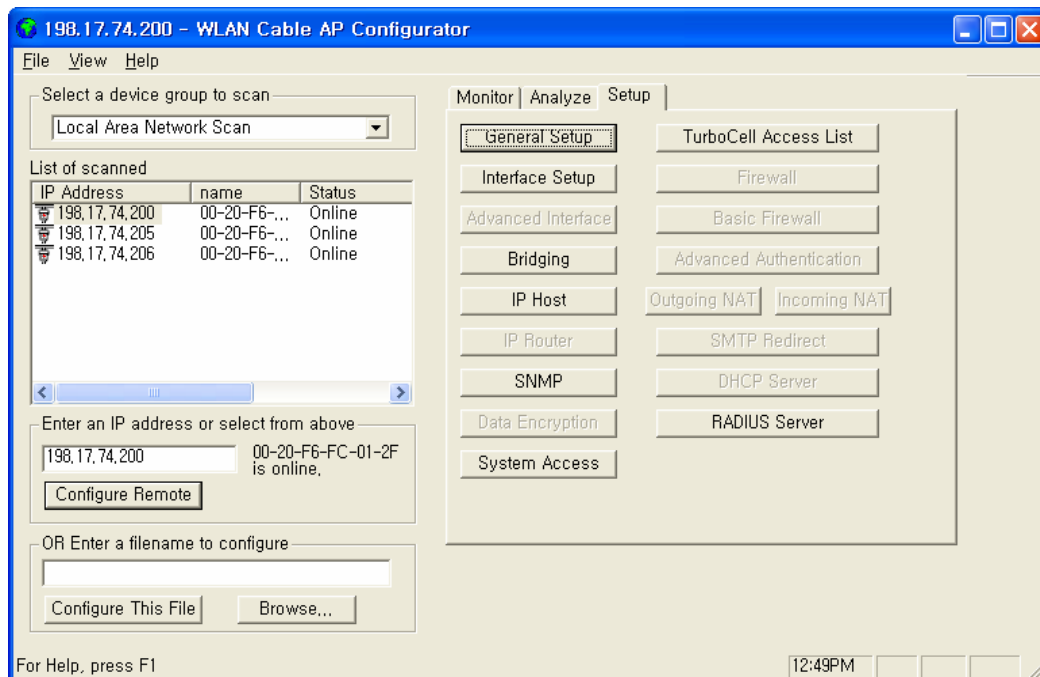 198.17.74.200 - WLAN Cable AP Configurator
File View Help
Select a device group to scan
Local Area Network Scan
List of scanned
IP Address name Status
198.17.74.200 00-20-F6-... Online
198.17.74.205 00-20-F6-... Online
198.17.74.206 00-20-F6-... Online
Enter an IP address or select from above
198.17.74.200
00-20-F6-FC-01-2F
is online.
Configure Remote
OR Enter a filename to configure
Configure This File
Browse...
Monitor Analyze Setup
General Setup
TurboCell Access List
Interface Setup
Firewall
Advanced Interface
Basic Firewall
Bridging
Advanced Authentication
IP Host
Outgoing NAT
Incoming NAT
IP Router
SMTP Redirect
SNMP
DHCP Server
Data Encryption
RADIUS Server
System Access
For Help, press F1
12:49PM